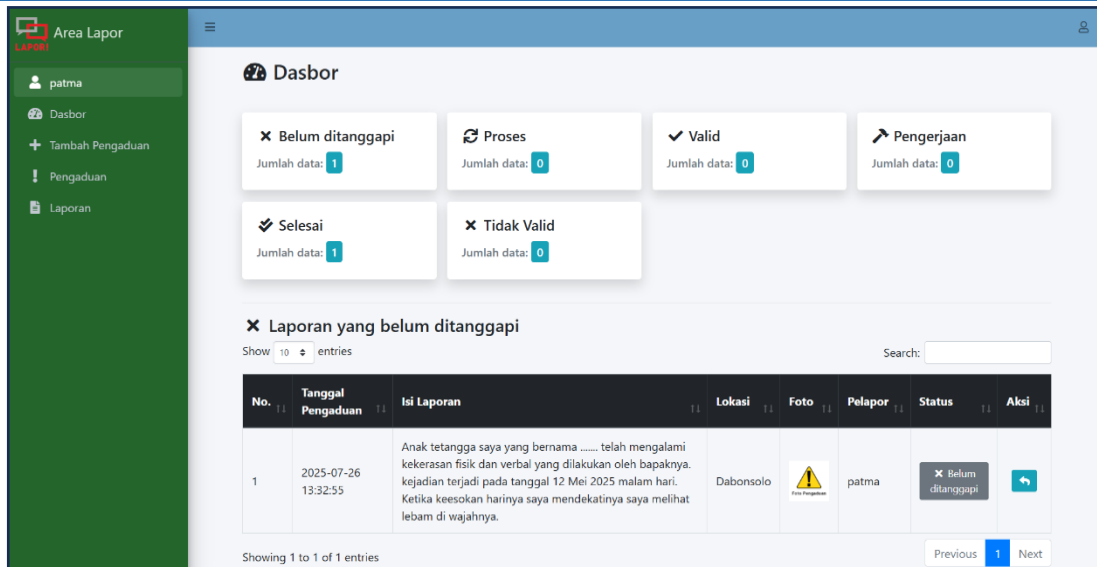 Area Lapor
LAPOR!
patma
Dasbor
Tambah Pengaduan
Pengaduan
Laporan
Dasbor
Belum ditanggapi
Jumlah data: 1
Proses
Jumlah data: 0
Valid
Jumlah data: 0
Pengerjaan
Jumlah data: 0
Selesai
Jumlah data: 1
Tidak Valid
Jumlah data: 0
Laporan yang belum ditanggapi
Show 10 entries
Search:
No.
Tanggal
Pengaduan
Isi Laporan
Lokasi
Foto
Pelapor
Status
Aksi
1
2025-07-26
13:32:55
Anak tetangga saya yang bernama ....... telah mengalami
kekerasan fisik dan verbal yang dilakukan oleh bapaknya.
kejadian terjadi pada tanggal 12 Mei 2025 malam hari.
Ketika keesokan harinya saya mendekatinya saya melihat
lebam di wajahnya.
Dabonsolo
Foto Pengaduan
patma
Belum
ditanggapi
Showing 1 to 1 of 1 entries
Previous 1 Next